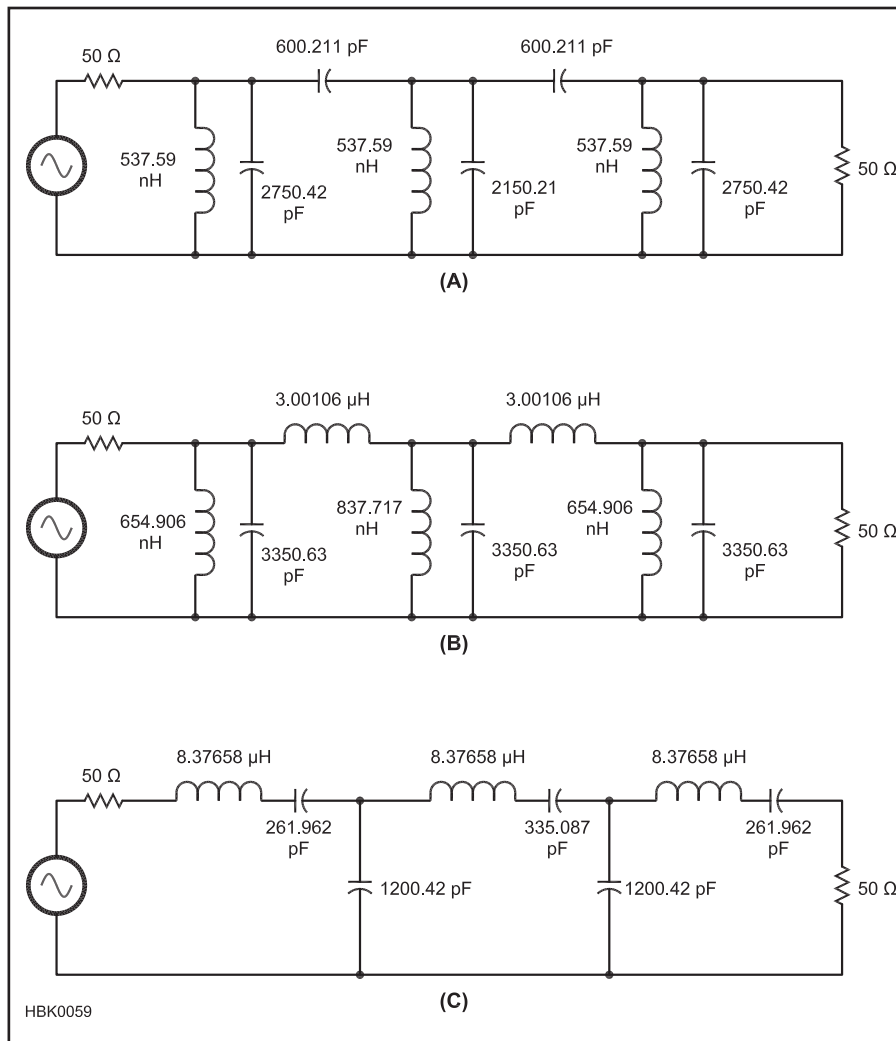 600.211 pF
600.211 pF
50 Ω
537.59
nH
2750.42
pF
537.59
nH
2150.21
pF
537.59
nH
2750.42
pF
50 Ω
(A)
3.00106 µH
3.00106 µH
50 Ω
654.906
nH
3350.63
pF
837.717
nH
3350.63
pF
654.906
nH
3350.63
pF
50 Ω
(B)
8.37658 µH
8.37658 µH
8.37658 µH
50 Ω
261.962
pF
335.087
pF
261.962
pF
1200.42 pF
1200.42 pF
50 Ω
(C)
HBK0059